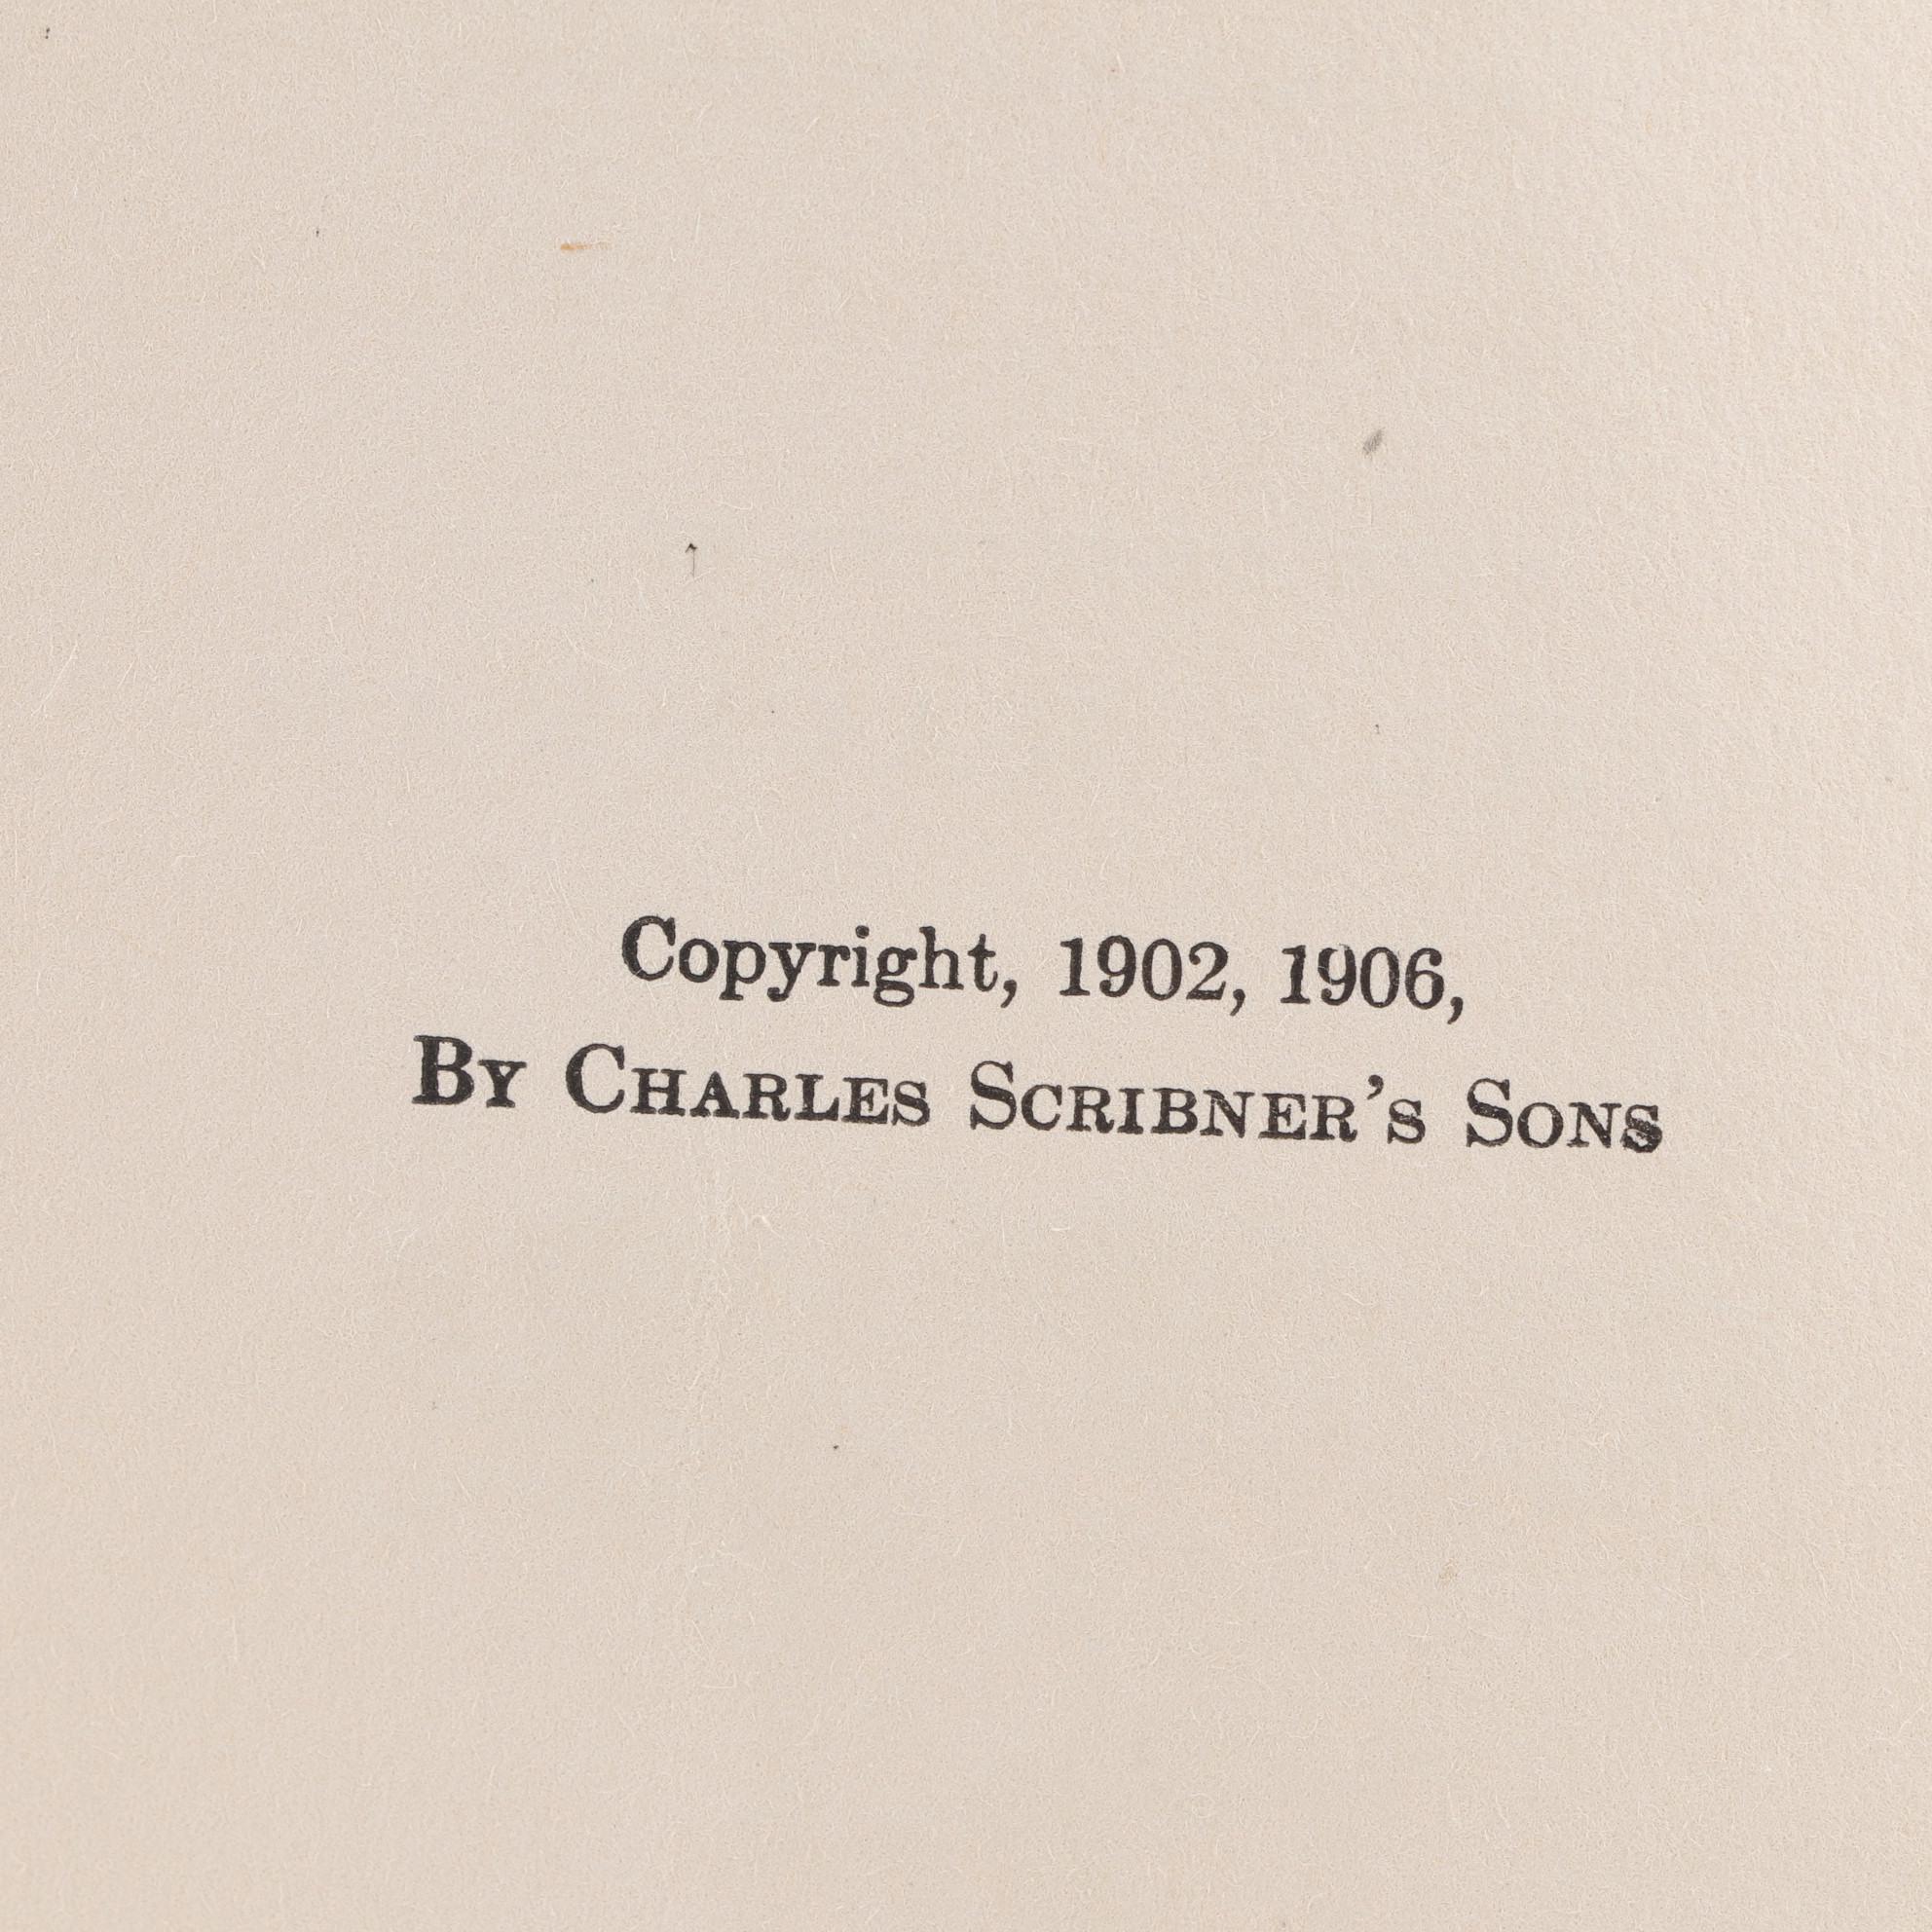 Copyright, 1902, 1906,
By Charles Scribner's Sons